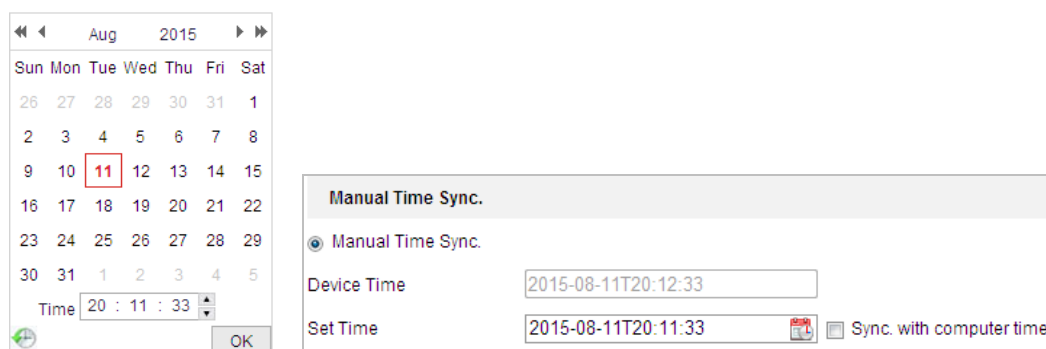 Aug 2015
Sun Mon Tue Wed Thu Fri Sat
26 27 28 29 30 31 1
2 3 4 5 6 7 8
9 10 11 12 13 14 15
16 17 18 19 20 21 22
23 24 25 26 27 28 29
30 31 1 2 3 4 5
Time 20 : 11 : 33
OK
Manual Time Sync.
Manual Time Sync.
Device Time 2015-08-11T20:12:33
Set Time 2015-08-11T20:11:33 Sync. with computer time